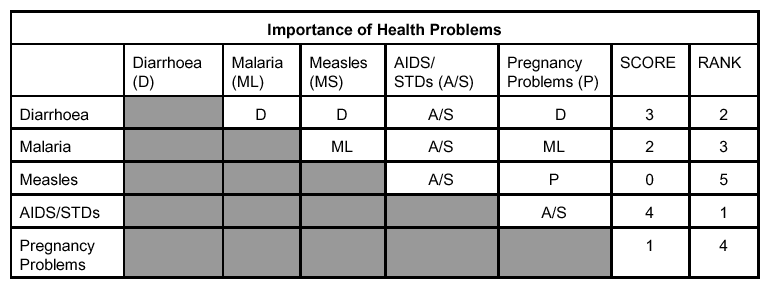 Importance of Health Problems
Diarrhoea (D) Malaria (ML) Measles (MS) AIDS/ STDs (A/S) Pregnancy Problems (P) SCORE RANK
Diarrhoea D D A/S D 3 2
Malaria ML A/S ML 2 3
Measles A/S P 0 5
AIDS/STDs A/S 4 1
Pregnancy Problems 1 4